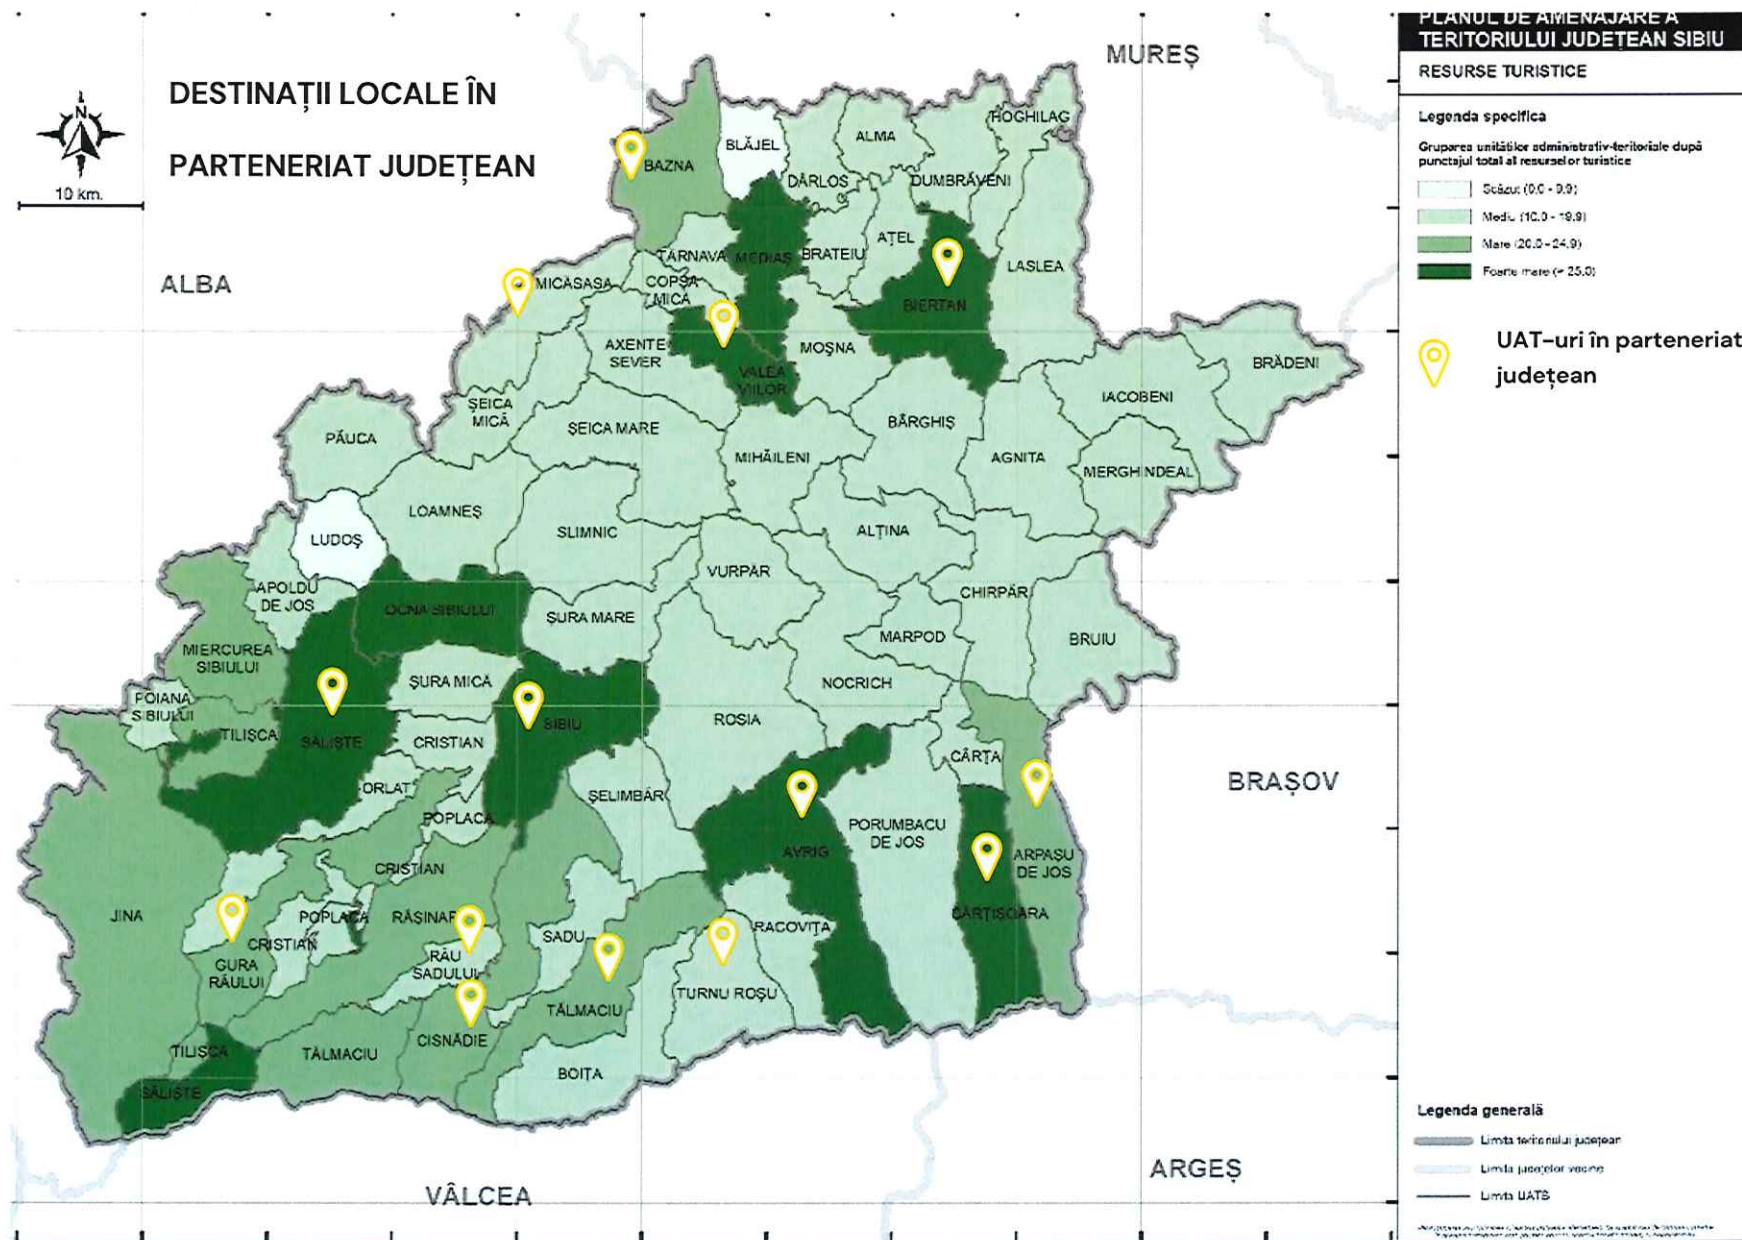 DESTINAȚII LOCALE ÎN
PARTENERIAT JUDEȚEAN
N
10 km.
MUREȘ
ALBA
BRAȘOV
ARGEȘ
VÂLCEA
HOGHILAG
ALMA
BLĂJEL
BAZNA
DÂRLOS
DUMBRĂVENI
AȚEL
TÂRNAVA
MEDIAȘ
BRATEIU
LASLEA
MICĂSASA
COPȘA
MICĂ
BIERTAN
AXENTE
SEVER
MOȘNA
VALEA
VIILOR
BRĂDENI
IACOBENI
ȘEICA
MICĂ
ȘEICA MARE
BÂRGHIȘ
PĂUCA
MIHĂILENI
AGNITA
MERGHINDEAL
LOAMNEȘ
SLIMNIC
ALȚINA
LUDOȘ
VURPĂR
APOLDU
DE JOS
CHIRPĂR
OCNA SIBIULUI
ȘURA MARE
MARPOD
BRUIU
MIERCUREA
SIBIULUI
ȘURA MICĂ
NOCRICH
POIANA
SIBIULUI
TILIȘCA
SĂLIȘTE
CRISTIAN
SIBIU
ROȘIA
CÂRȚA
ORLAT
ȘELIMBĂR
POPLACA
PORUMBACU
DE JOS
AVRIG
ARPAȘU
DE JOS
CRISTIAN
JINA
POPLACA
RĂȘINAR
CÂRȚIȘOARA
CRISTIAN
SADU
RACOVIȚA
GURA
RÂULUI
RÂU
SADULUI
TURNU ROȘU
TĂLMACIU
CISNĂDIE
TILIȘCA
TĂLMACIU
BOIȚA
SĂLIȘTE
PLANUL DE AMENAJARE A
TERITORIULUI JUDEȚEAN SIBIU
RESURSE TURISTICE
Legenda specifică
Gruparea unităților administrativ-teritoriale după
punctajul total al resurselor turistice
Scăzut (0.0 - 9.9)
Mediu (10.0 - 19.9)
Mare (20.0 - 24.9)
Foarte mare (> 25.0)
UAT-uri în parteneriat
județean
Legenda generală
Limita teritoriului județean
Limita județelor vecine
Limita UATB